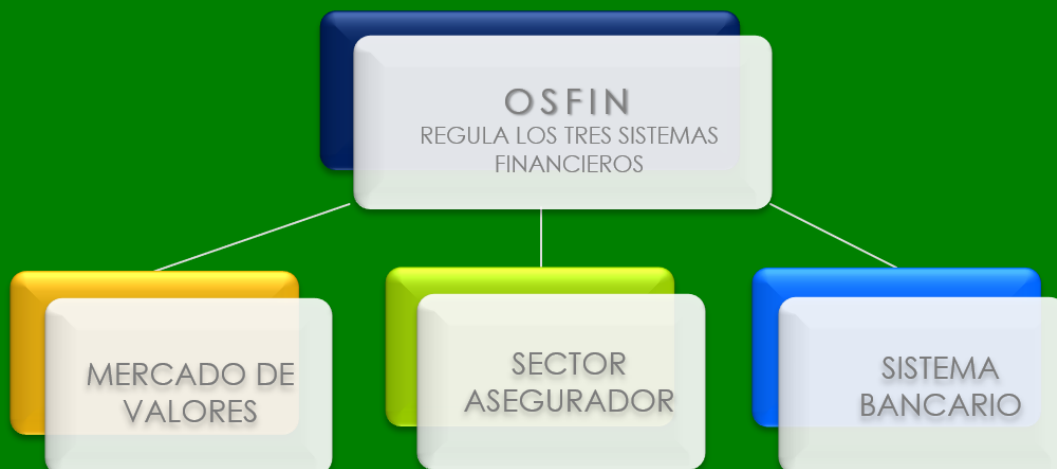 OSFIN
REGULA LOS TRES SISTEMAS
FINANCIEROS
MERCADO DE
VALORES
SECTOR
ASEGURADOR
SISTEMA
BANCARIO